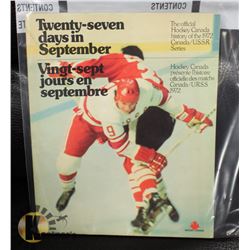 CONTENTS
CONTENTS
Twenty-seven
days in
September
The official
Hockey Canada
history of the 1972
Canada/U.S.S.R.
Series
Vingt-sept
jours en
septembre
Hockey Canada
présente l'histoire
officielle des matchs
Canada/U.R.S.S.
1972
9